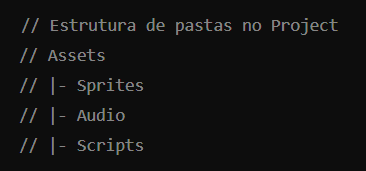 // Estrutura de pastas no Project
// Assets
// |- Sprites
// |- Audio
// |- Scripts